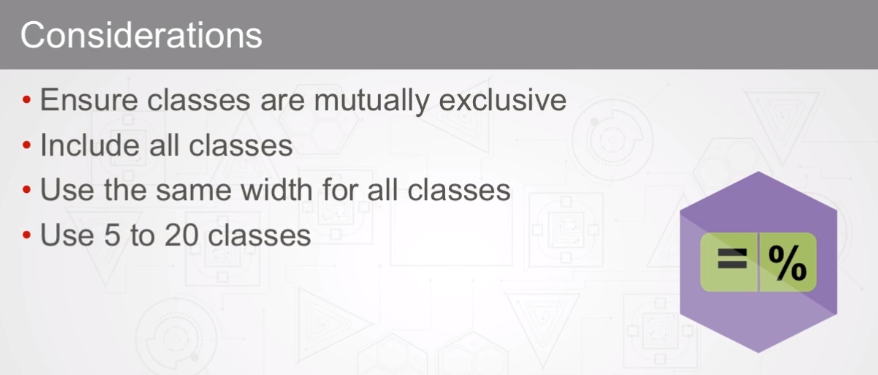 Considerations
• Ensure classes are mutually exclusive
• Include all classes
• Use the same width for all classes
• Use 5 to 20 classes
= %